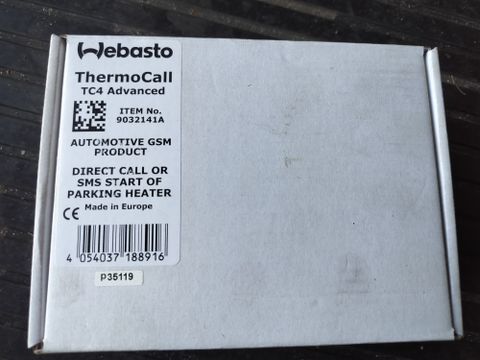 Webasto
ThermoCall
TC4 Advanced
ITEM No.
9032141A
AUTOMOTIVE GSM
PRODUCT
DIRECT CALL OR
SMS START OF
PARKING HEATER
CE Made in Europe
4 054037 188916
P35119